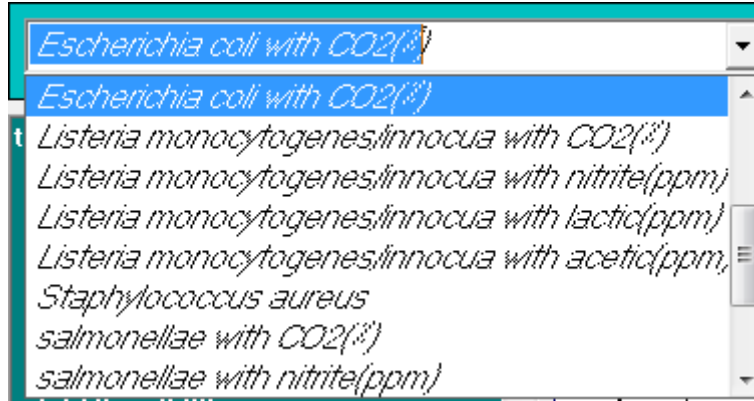 Escherichia coli with CO2(%)
Escherichia coli with CO2(%)
Listeria monocytogenes/innocua with CO2(%)
t
Listeria monocytogenes/innocua with nitrite(ppm)
Listeria monocytogenes/innocua with lactic(ppm)
Listeria monocytogenes/innocua with acetic(ppm,
Staphylococcus aureus
salmonellae with CO2(%)
salmonellae with nitrite(ppm)